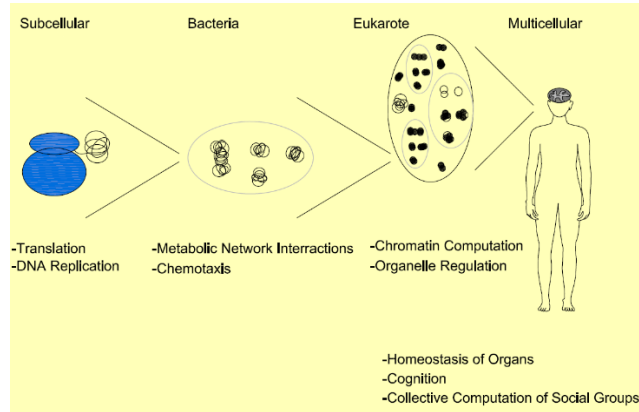 Subcellular
Bacteria
Eukarote
Multicellular
-Translation
-DNA Replication
-Metabolic Network Interractions
-Chemotaxis
-Chromatin Computation
-Organelle Regulation
-Homeostasis of Organs
-Cognition
-Collective Computation of Social Groups